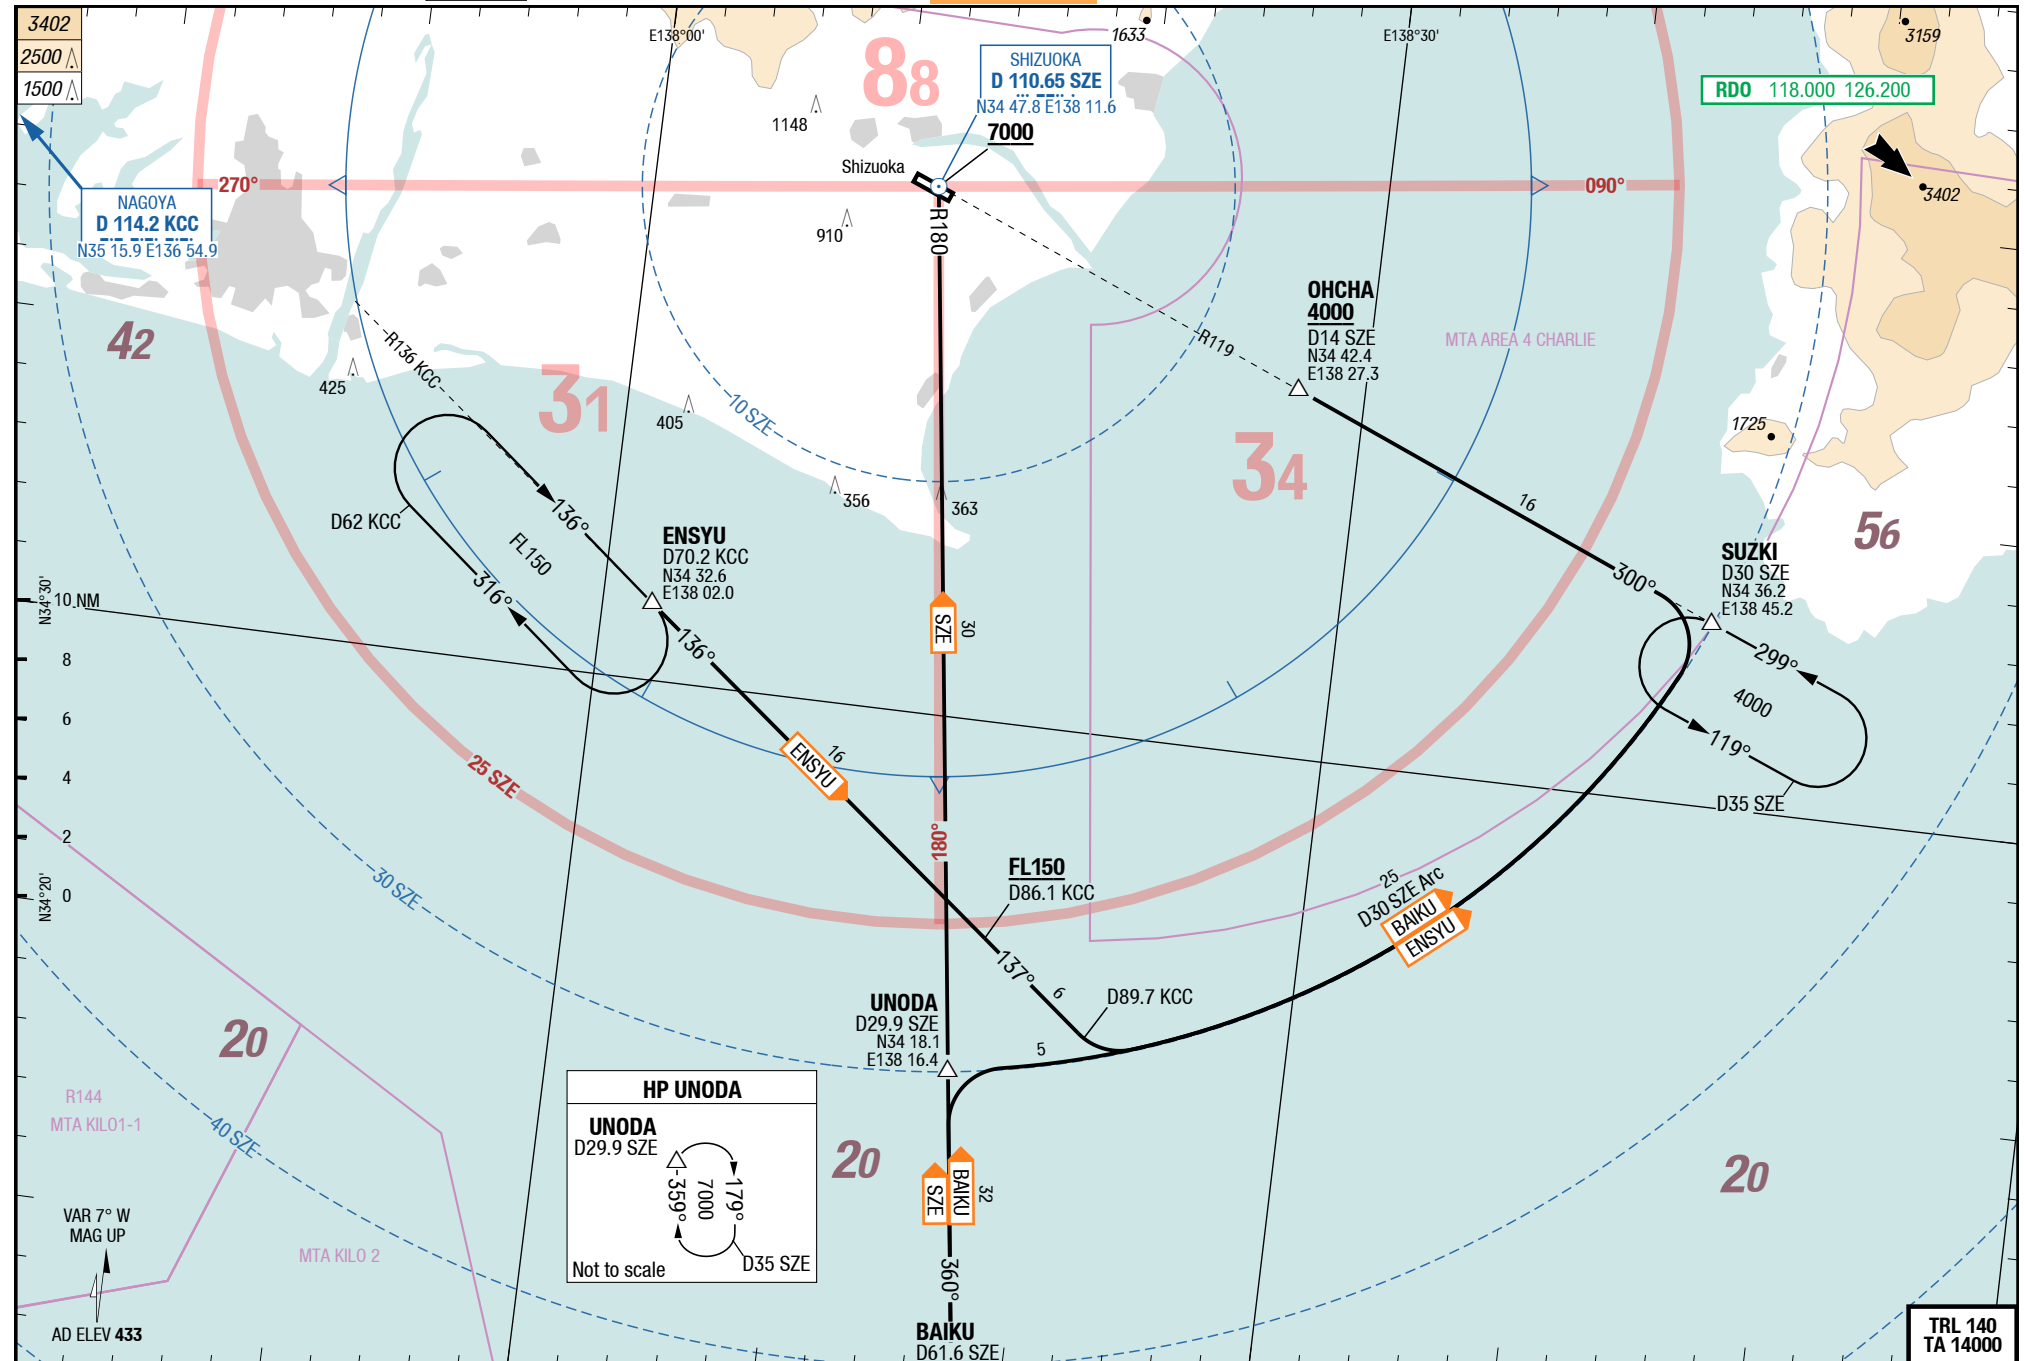 3402
2500
1500
E138°00'
E138°30'
1633
3159
88
SHIZUOKA
D 110.65 SZE
N34 47.8 E138 11.6
7000
RDO 118.000 126.200
1148
Shizuoka
NAGOYA
D 114.2 KCC
N35 15.9 E136 54.9
270°
090°
3402
910
R180
OHCHA
4000
D14 SZE
N34 42.4
E138 27.3
R119
MTA AREA 4 CHARLIE
42
R136 KCC
425
31
405
10 SZE
34
1725
356
363
16
D62 KCC
136°
FL150
316°
ENSYU
D70.2 KCC
N34 32.6
E138 02.0
56
SUZKI
D30 SZE
N34 36.2
E138 45.2
300°
N34°30'
10 NM
8
6
4
2
0
N34°20'
136°
SZE
30
299°
4000
119°
D35 SZE
ENSYU
16
25 SZE
180°
30 SZE
FL150
D86.1 KCC
25
D30 SZE Arc
BAIKU
ENSYU
137°
6
D89.7 KCC
UNODA
D29.9 SZE
N34 18.1
E138 16.4
5
20
R144
MTA KILO1-1
40 SZE
HP UNODA
UNODA
D29.9 SZE
359°
7000
179°
D35 SZE
Not to scale
20
20
SZE
BAIKU
32
VAR 7° W
MAG UP
MTA KILO 2
360°
AD ELEV 433
BAIKU
D61.6 SZE
TRL 140
TA 14000